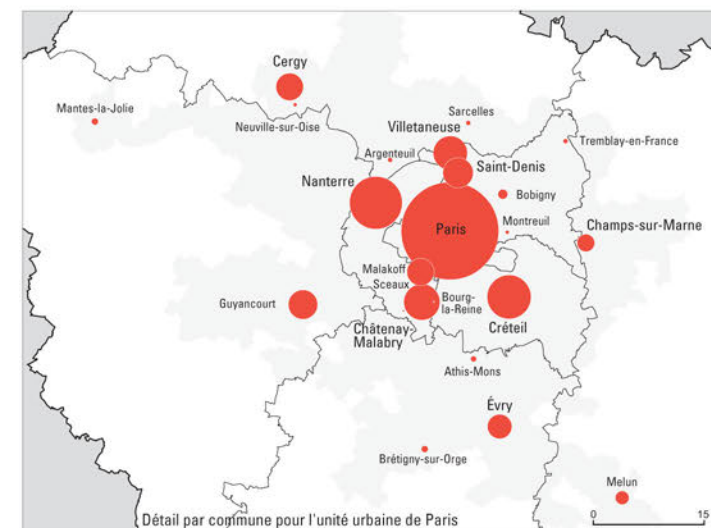 Cergy
Mantes-la-Jolie
Neuville-sur-Oise
Sarcelles
Villetaneuse
Argenteuil
Tremblay-en-France
Saint-Denis
Nanterre
Bobigny
Paris
Montreuil
Champs-sur-Marne
Malakoff
Sceaux
Guyancourt
Bourg-
la-Reine
Créteil
Châtenay-
Malabry
Athis-Mons
Évry
Brétigny-sur-Orge
Melun
Détail par commune pour l'unité urbaine de Paris
0 15